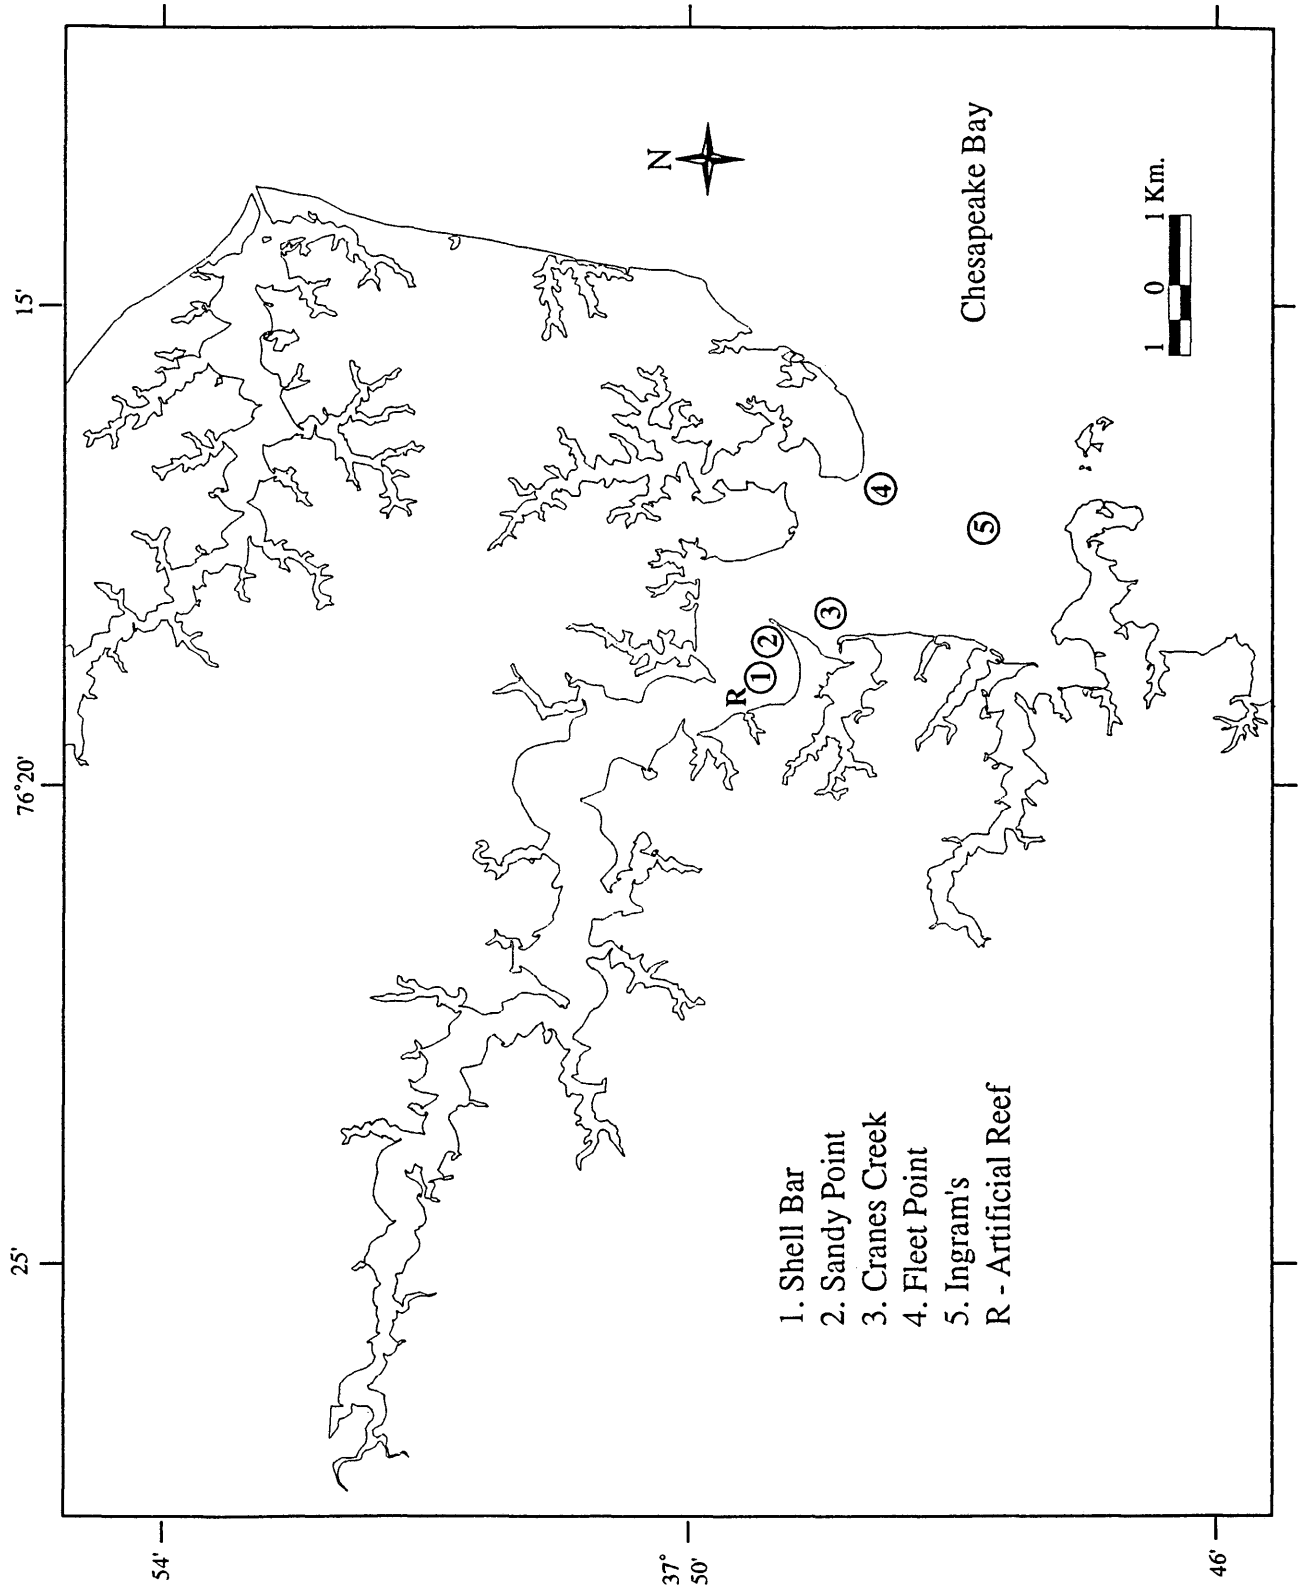 15'
76°20'
25'
54'
37°
50'
46'
N
Chesapeake Bay
1 0 1 Km.
R
1
2
3
4
5
1. Shell Bar
2. Sandy Point
3. Cranes Creek
4. Fleet Point
5. Ingram's
R - Artificial Reef